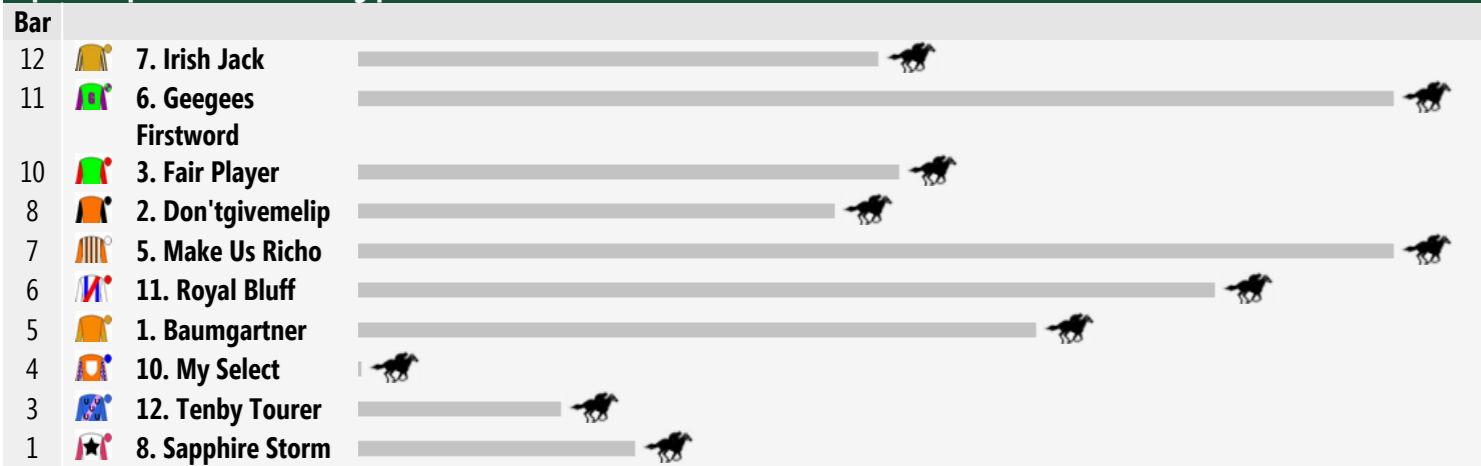 Bar
12 7. Irish Jack
11 6. Geegees
Firstword
10 3. Fair Player
8 2. Don'tgivemelip
7 5. Make Us Richo
6 11. Royal Bluff
5 1. Baumgartner
4 10. My Select
3 12. Tenby Tourer
1 8. Sapphire Storm